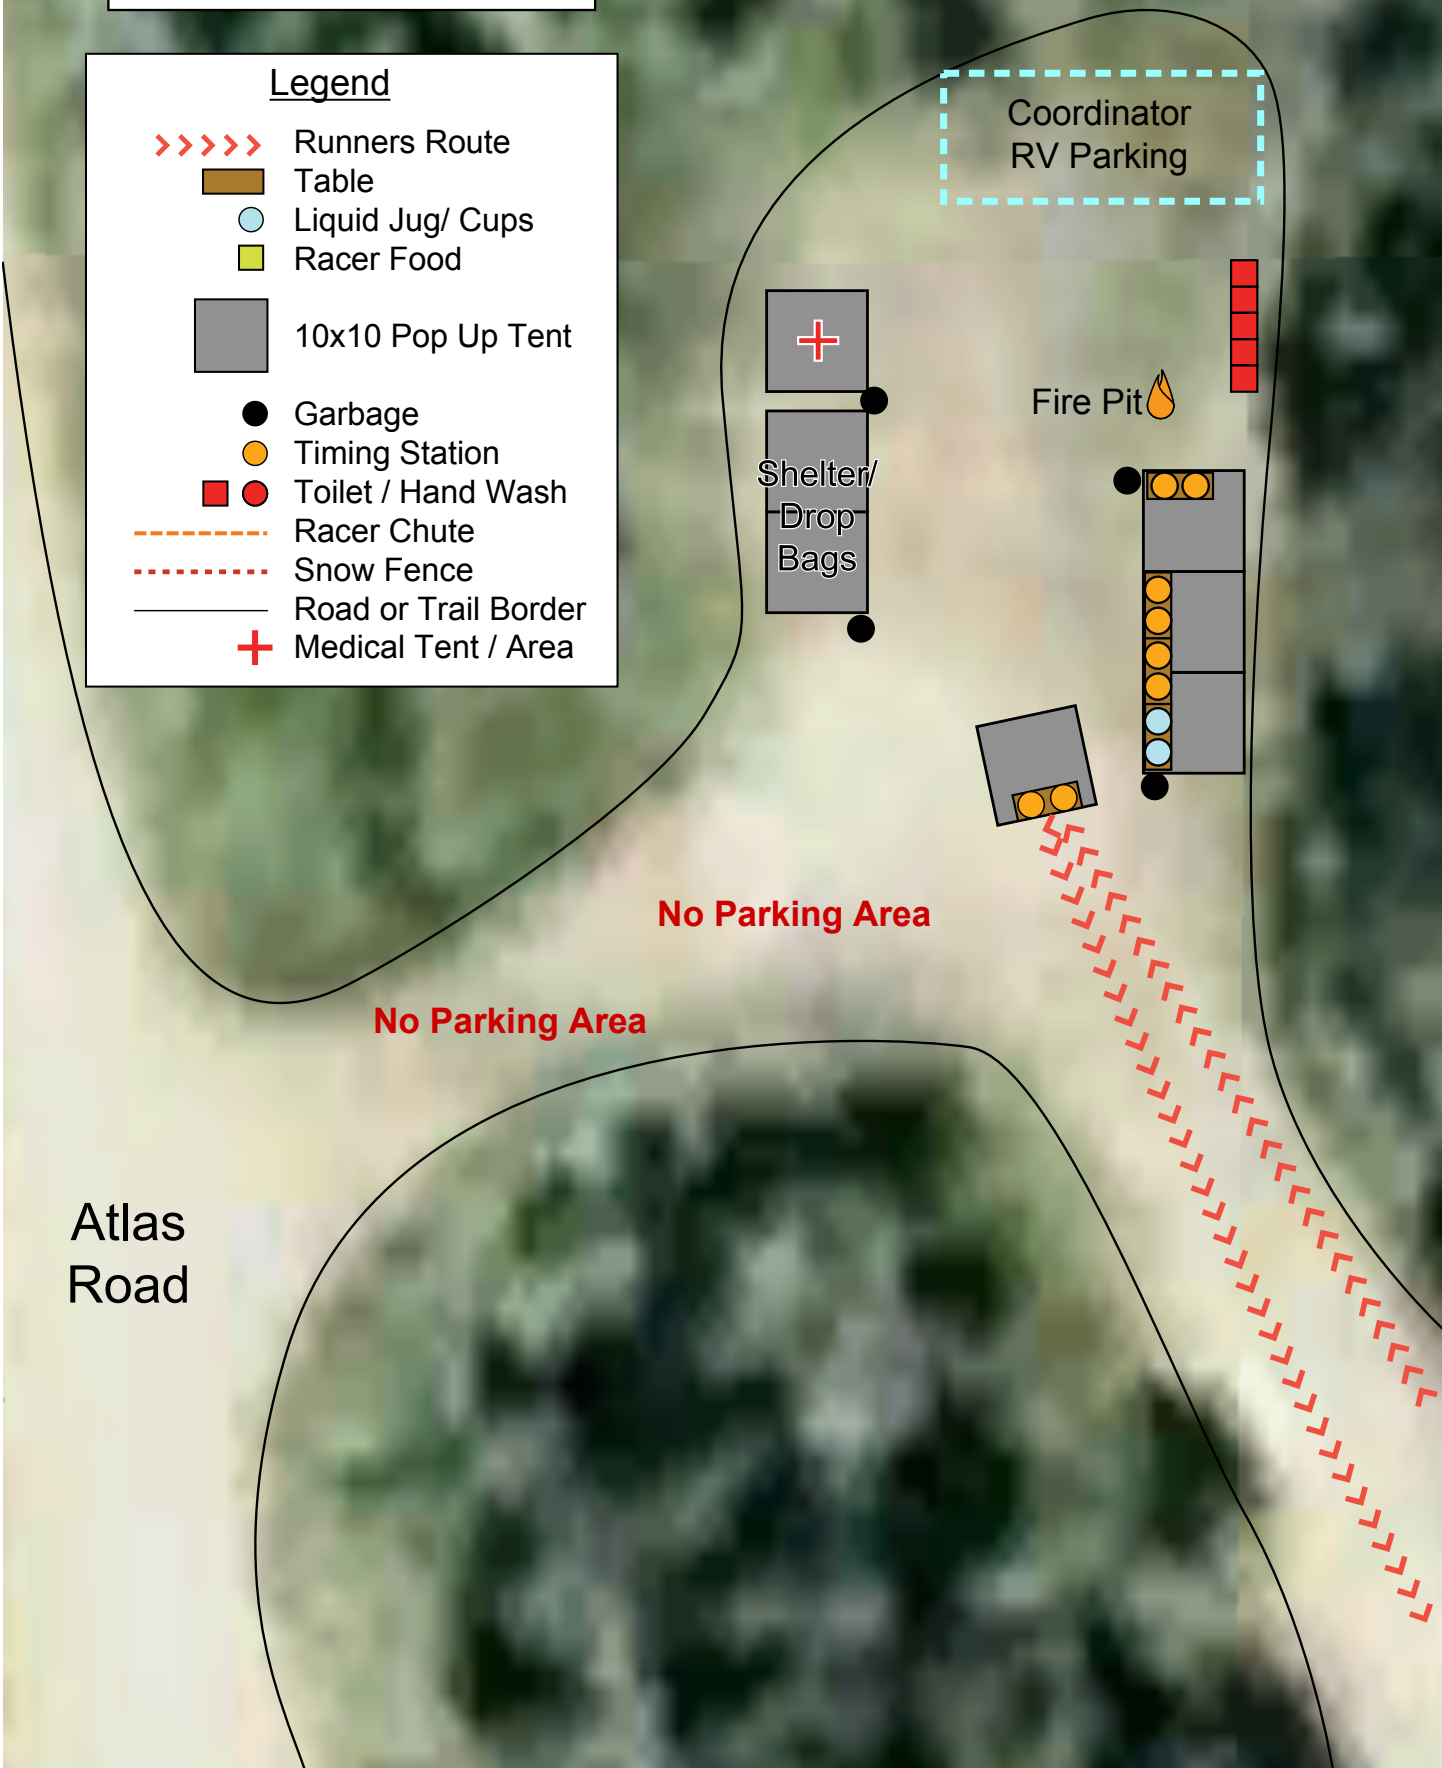 Legend
Runners Route
Table
Liquid Jug/ Cups
Racer Food
10x10 Pop Up Tent
Garbage
Timing Station
Toilet / Hand Wash
Racer Chute
Snow Fence
Road or Trail Border
Medical Tent / Area
Coordinator
RV Parking
Fire Pit
Shelter/
Drop
Bags
No Parking Area
No Parking Area
Atlas
Road